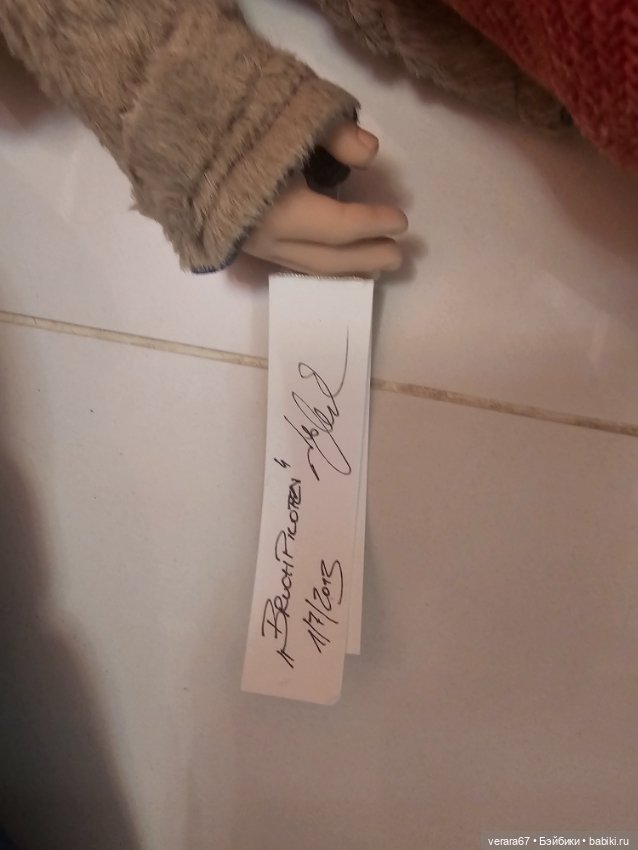 „BRUCHPILOTEN“
1/7/2013
verara67 • Бэйбики • babiki.ru